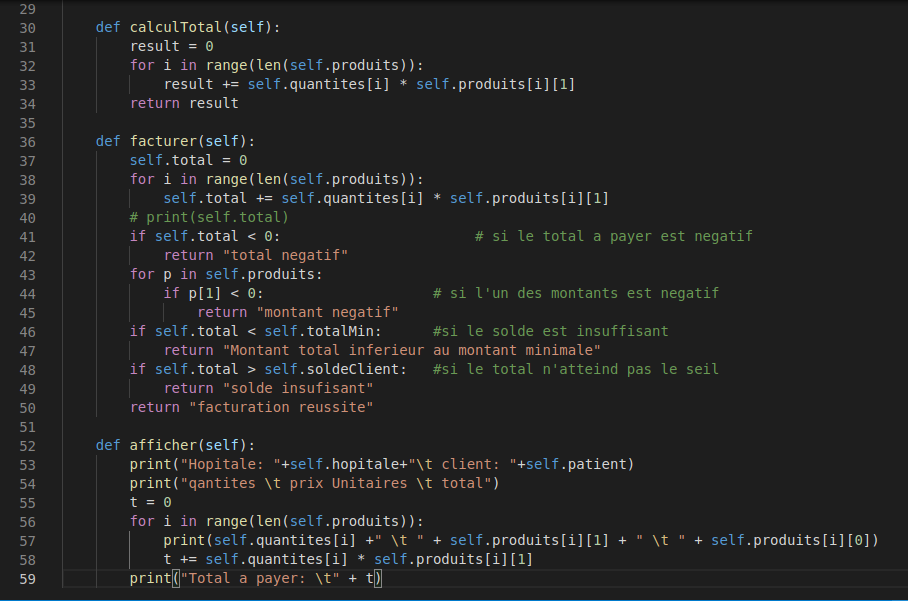 29
30 def calculTotal(self):
31 result = 0
32 for i in range(len(self.produits)):
33 result += self.quantites[i] * self.produits[i][1]
34 return result
35
36 def facturer(self):
37 self.total = 0
38 for i in range(len(self.produits)):
39 self.total += self.quantites[i] * self.produits[i][1]
40 # print(self.total)
41 if self.total < 0: # si le total a payer est negatif
42 return "total negatif"
43 for p in self.produits:
44 if p[1] < 0: # si l'un des montants est negatif
45 return "montant negatif"
46 if self.total < self.totalMin: #si le solde est insuffisant
47 return "Montant total inferieur au montant minimale"
48 if self.total > self.soldeClient: #si le total n'atteind pas le seil
49 return "solde insufisant"
50 return "facturation reussite"
51
52 def afficher(self):
53 print("Hopitale: "+self.hopitale+"\t client: "+self.patient)
54 print("qantites \t prix Unitaires \t total")
55 t = 0
56 for i in range(len(self.produits)):
57 print(self.quantites[i] +" \t " + self.produits[i][1] + " \t " + self.produits[i][0])
58 t += self.quantites[i] * self.produits[i][1]
59 print("Total a payer: \t" + t)